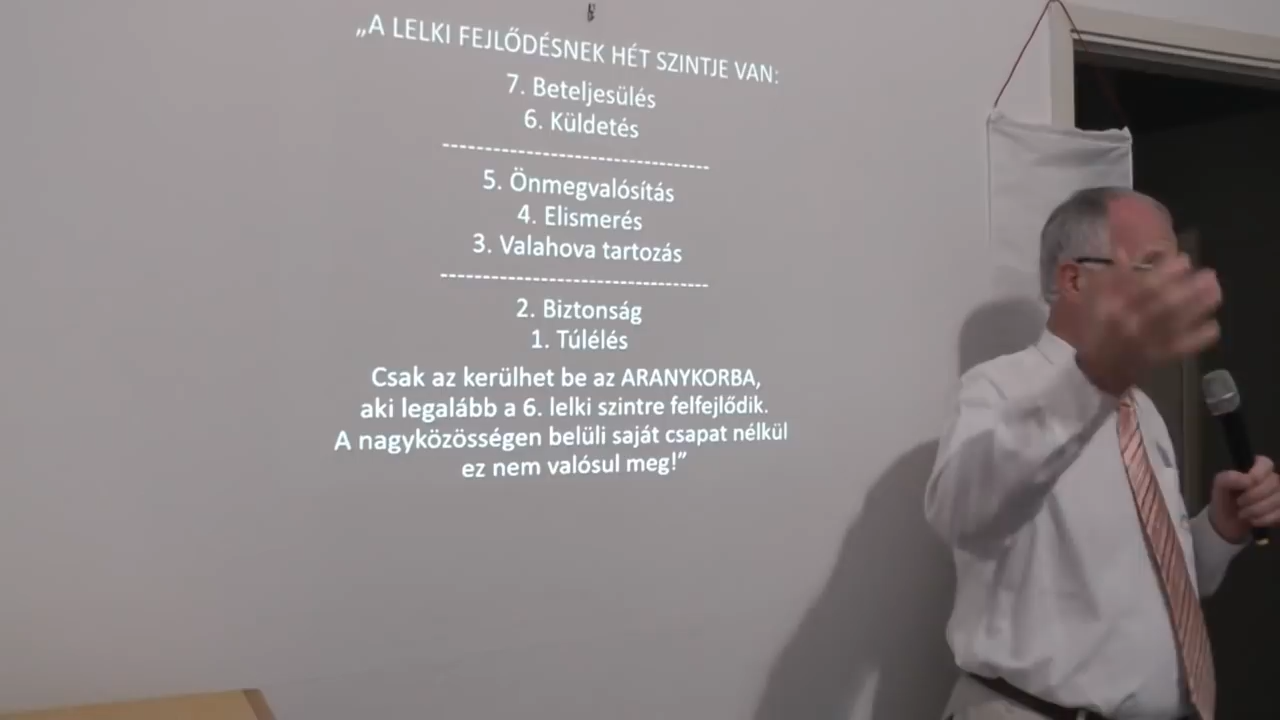 „A LELKI FEJLŐDÉSNEK HÉT SZINTJE VAN:
7. Beteljesülés
6. Küldetés
--------------------------------
5. Önmegvalósítás
4. Elismerés
3. Valahova tartozás
--------------------------------
2. Biztonság
1. Túlélés
Csak az kerülhet be az ARANYKORBA,
aki legalább a 6. lelki szintre felfejlődik.
A nagyközösségen belüli saját csapat nélkül
ez nem valósul meg!”